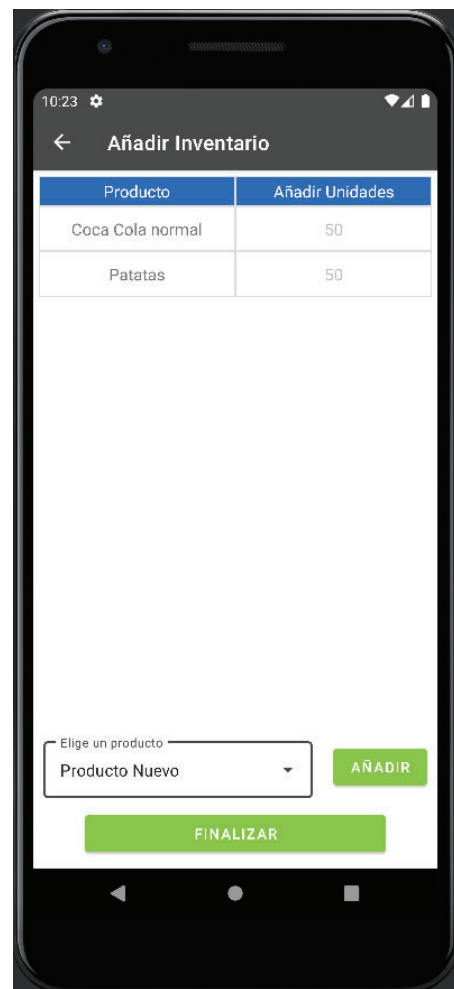 10:23
Añadir Inventario
Producto Añadir Unidades
Coca Cola normal 50
Patatas 50
Elige un producto
Producto Nuevo
AÑADIR
FINALIZAR